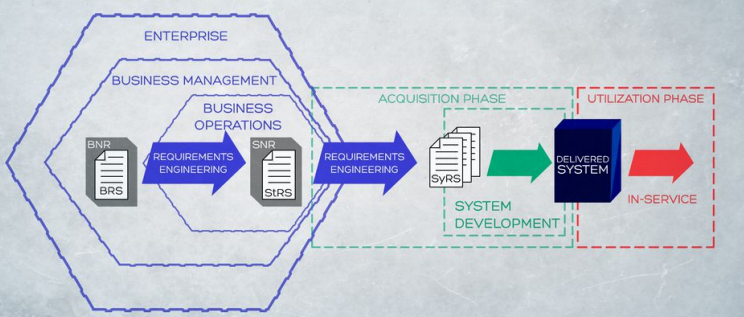 ENTERPRISE
BUSINESS MANAGEMENT
BUSINESS
OPERATIONS
ACQUISITION PHASE
UTILIZATION PHASE
BNR
BRS
REQUIREMENTS
ENGINEERING
SNR
StRS
REQUIREMENTS
ENGINEERING
SyRS
DELIVERED
SYSTEM
SYSTEM
DEVELOPMENT
IN-SERVICE